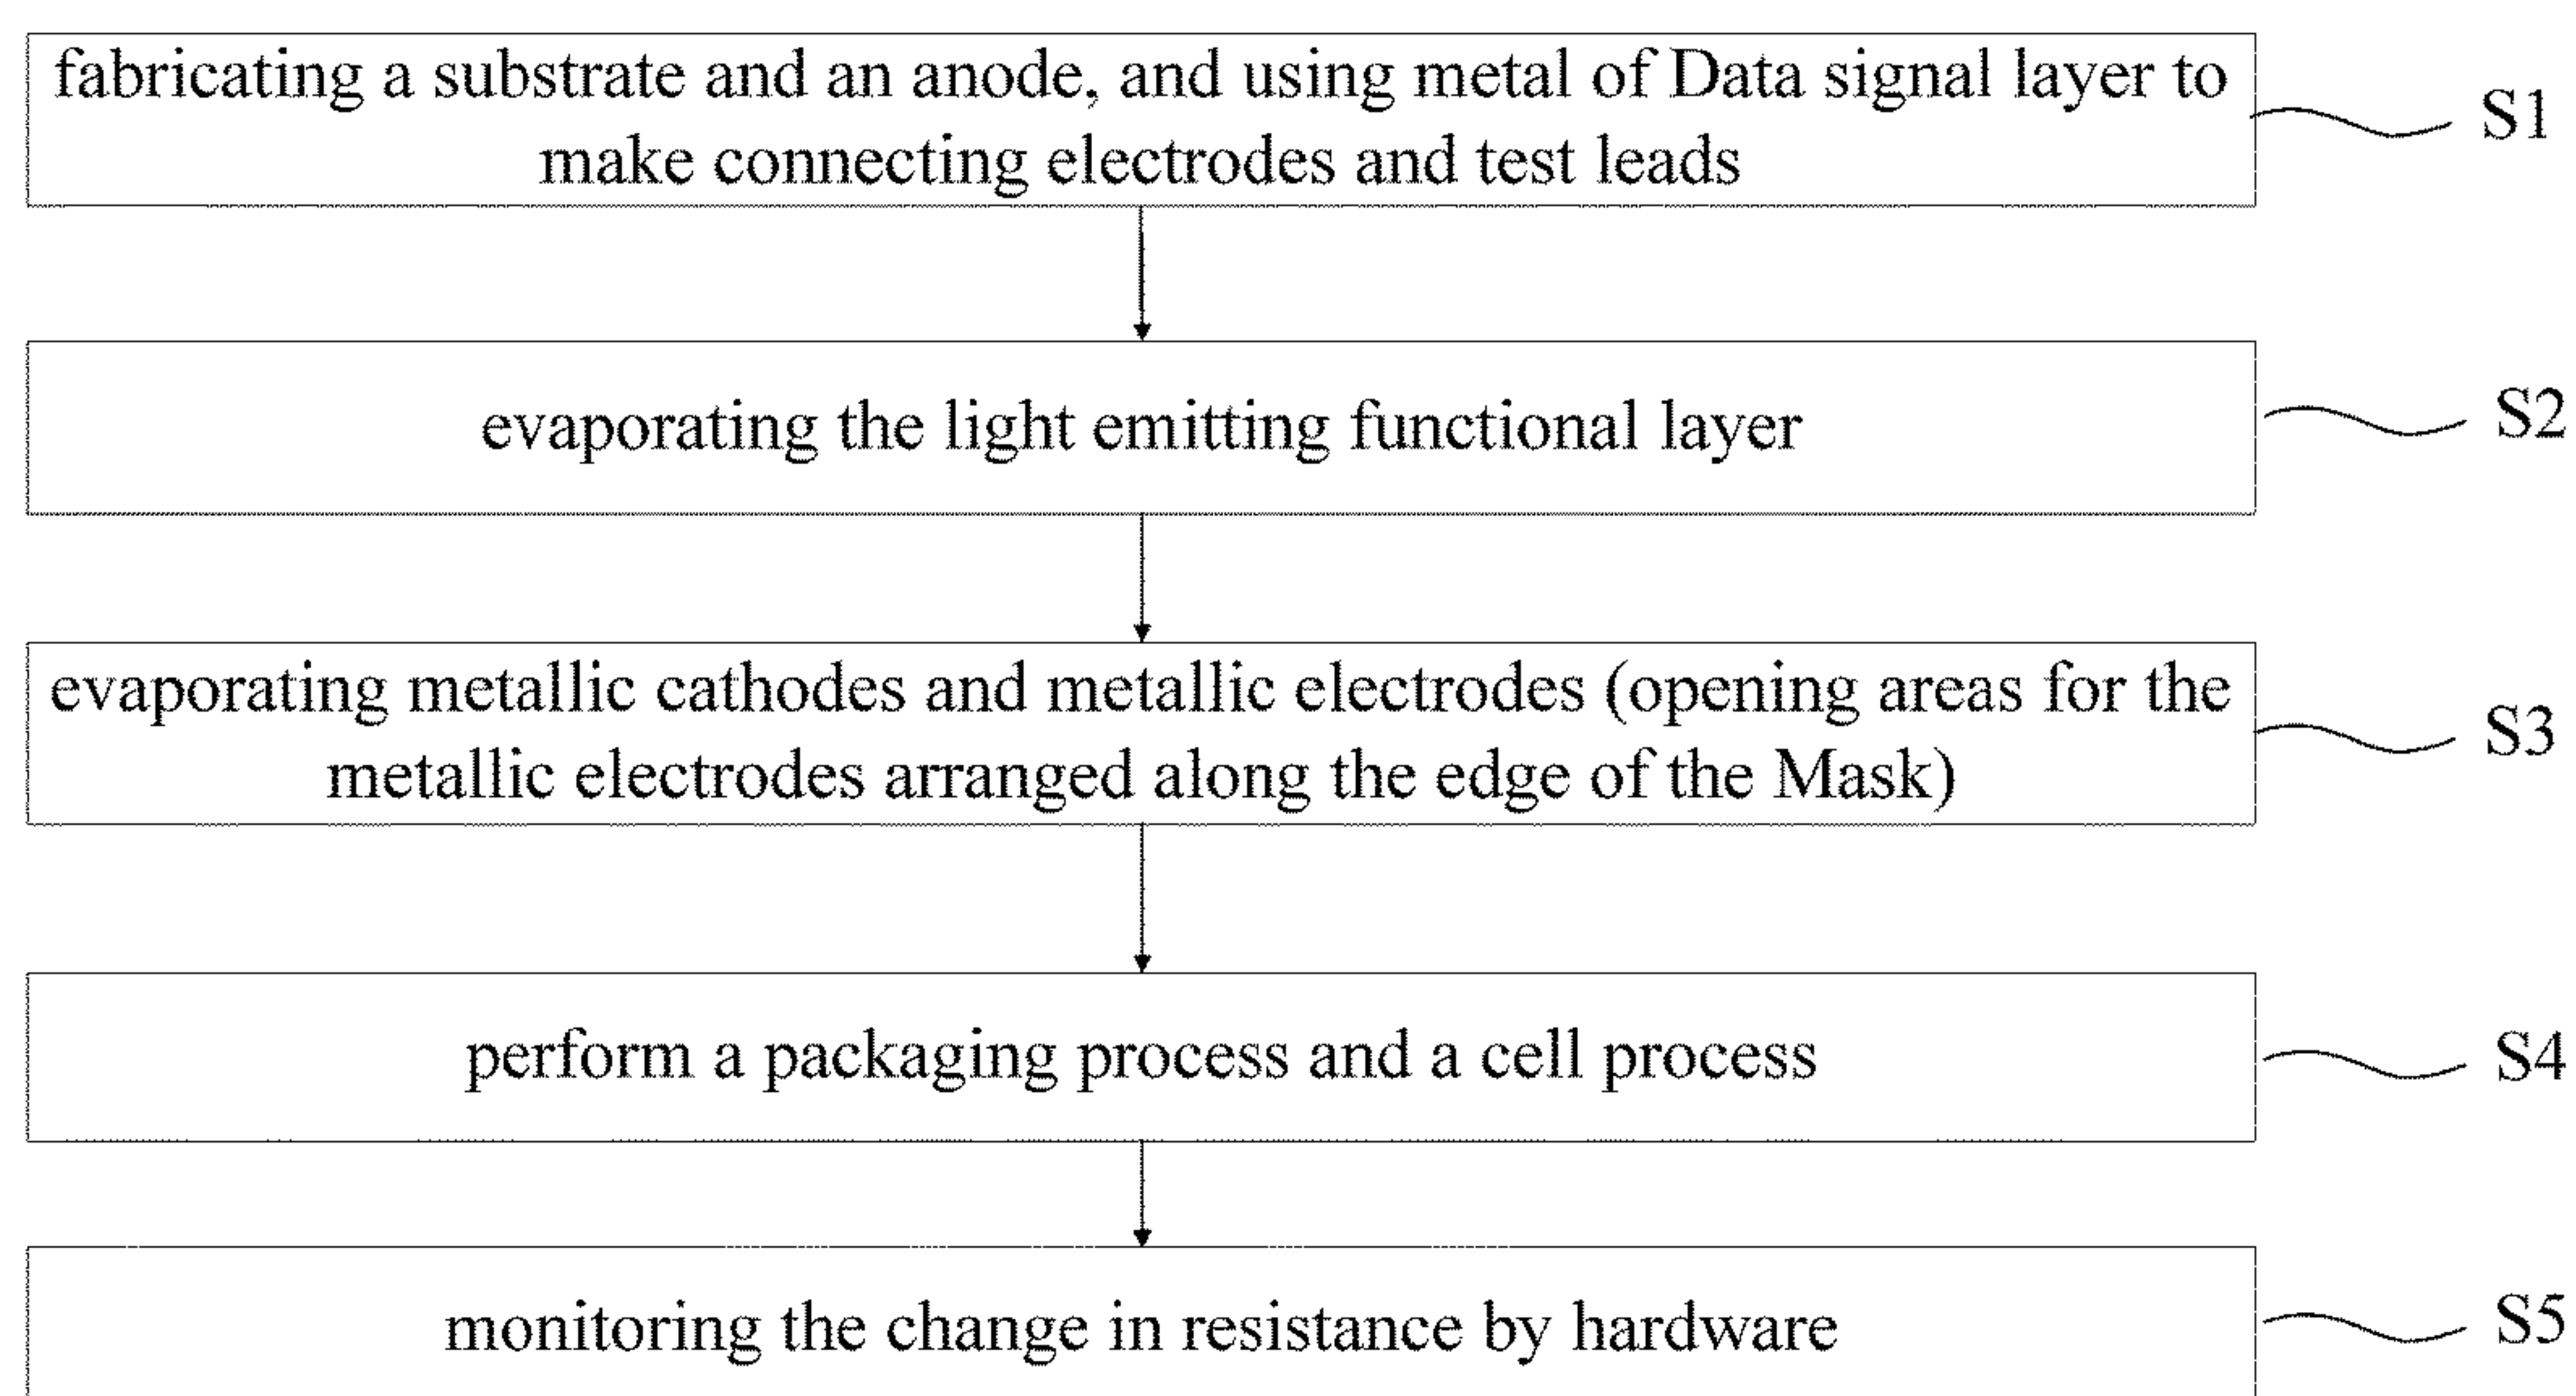 fabricating a substrate and an anode, and using metal of Data signal layer to
make connecting electrodes and test leads
S1
evaporating the light emitting functional layer
S2
evaporating metallic cathodes and metallic electrodes (opening areas for the
metallic electrodes arranged along the edge of the Mask)
S3
perform a packaging process and a cell process
S4
monitoring the change in resistance by hardware
S5